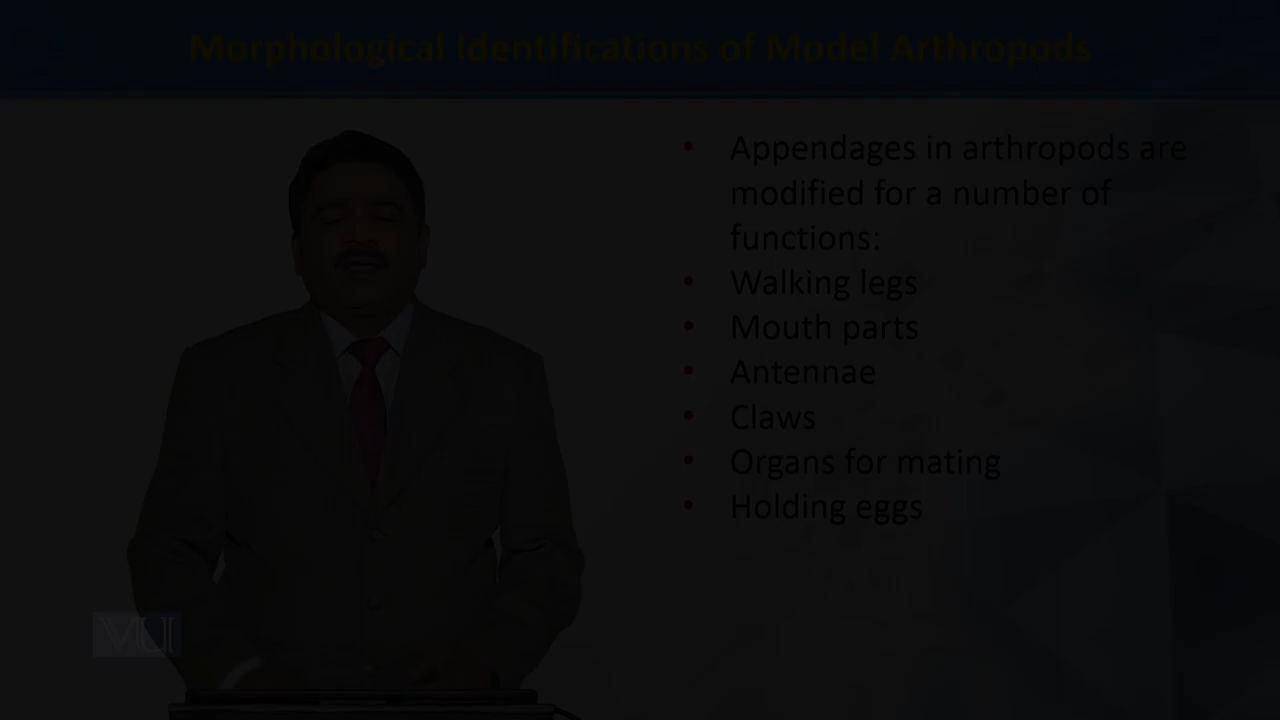 Morphological Identifications of Model Arthropods
• Appendages in arthropods are
modified for a number of
functions:
• Walking legs
• Mouth parts
• Antennae
• Claws
• Organs for mating
• Holding eggs
VU